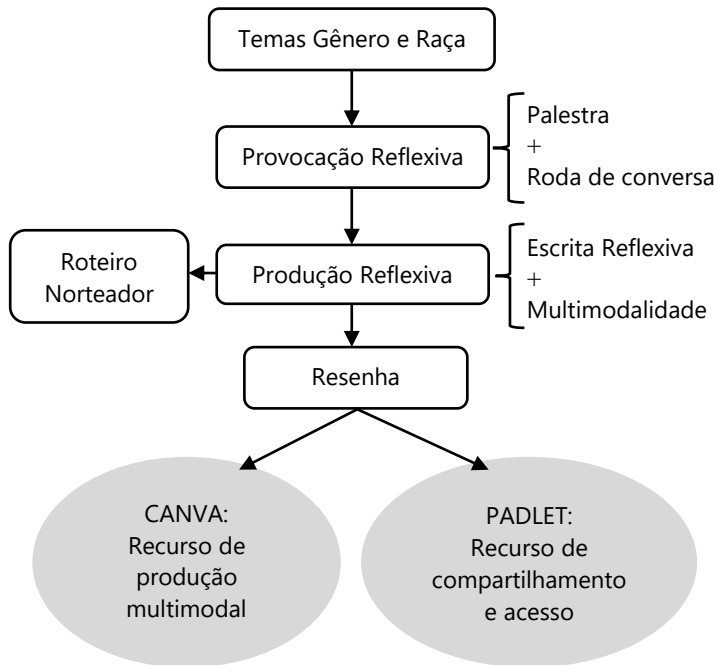 Temas Gênero e Raça
Provocação Reflexiva
Palestra
+
Roda de conversa
Roteiro
Norteador
Produção Reflexiva
Escrita Reflexiva
+
Multimodalidade
Resenha
CANVA:
Recurso de
produção
multimodal
PADLET:
Recurso de
compartilhamento
e acesso